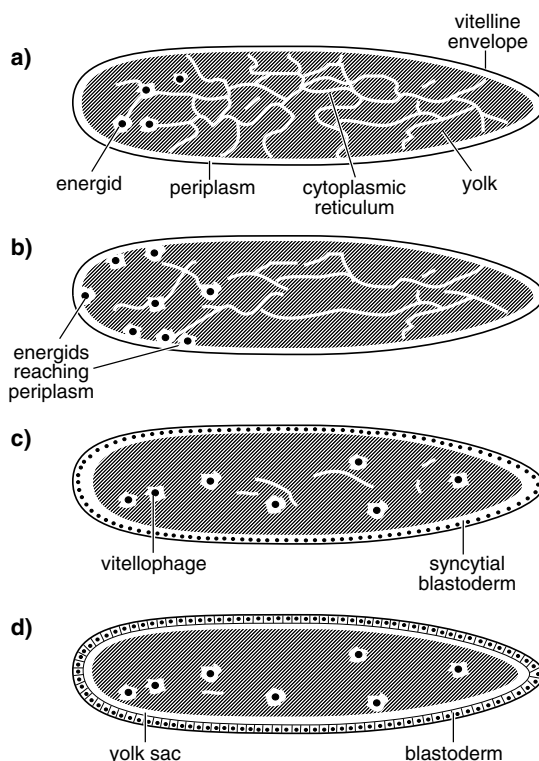 vitelline
envelope
a)
energid
periplasm
cytoplasmic
reticulum
yolk
b)
energids
reaching
periplasm
c)
vitellophage
syncytial
blastoderm
d)
yolk sac
blastoderm